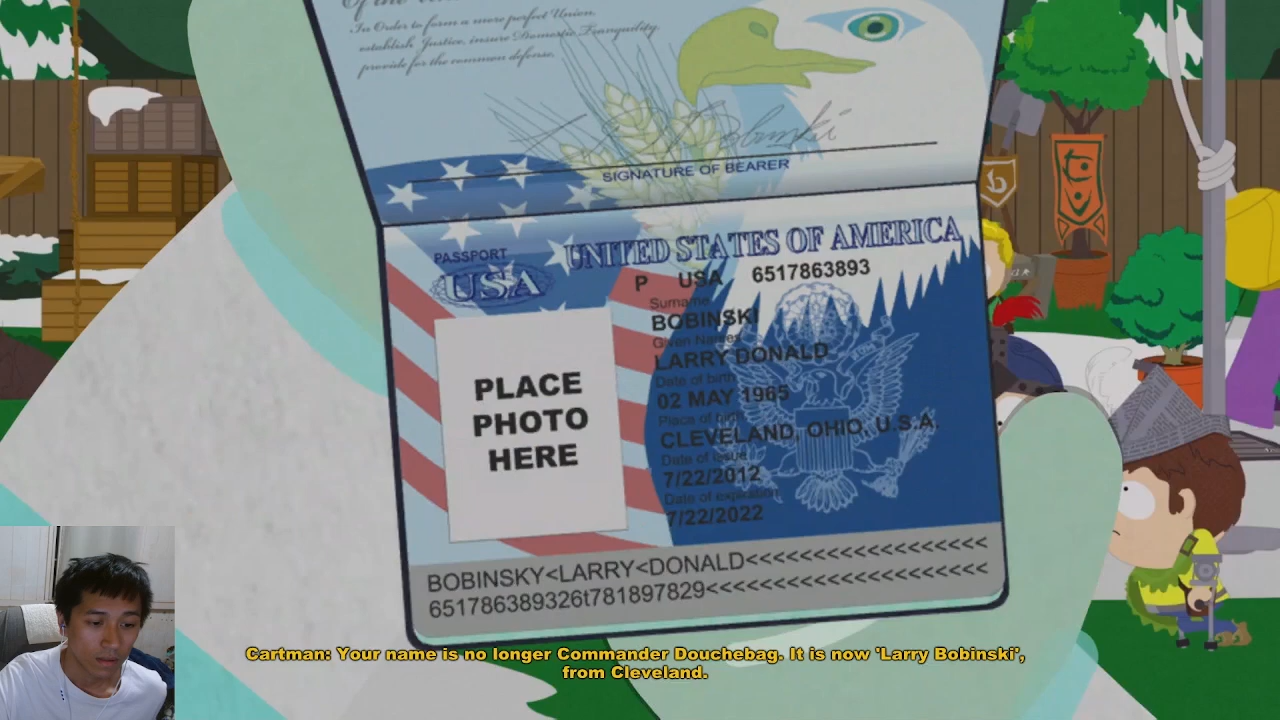 In Order to form a more perfect Union,
establish Justice, insure Domestic Tranquility,
provide for the common defense.
SIGNATURE OF BEARER
PASSPORT
UNITED STATES OF AMERICA
USA
P USA 6517863893
Surname
BOBINSKI
Given Names
LARRY DONALD
Date of birth
02 MAY 1965
Place of birth
CLEVELAND, OHIO, U.S.A.
Date of issue
7/22/2012
Date of expiration
7/22/2022
PLACE
PHOTO
HERE
BOBINSKY<LARRY<DONALD<<<<<<<<<<<<<<<<<<<
651786389326t781897829<<<<<<<<<<<<<<<<<<<<<
Cartman: Your name is no longer Commander Douchebag. It is now 'Larry Bobinski',
from Cleveland.